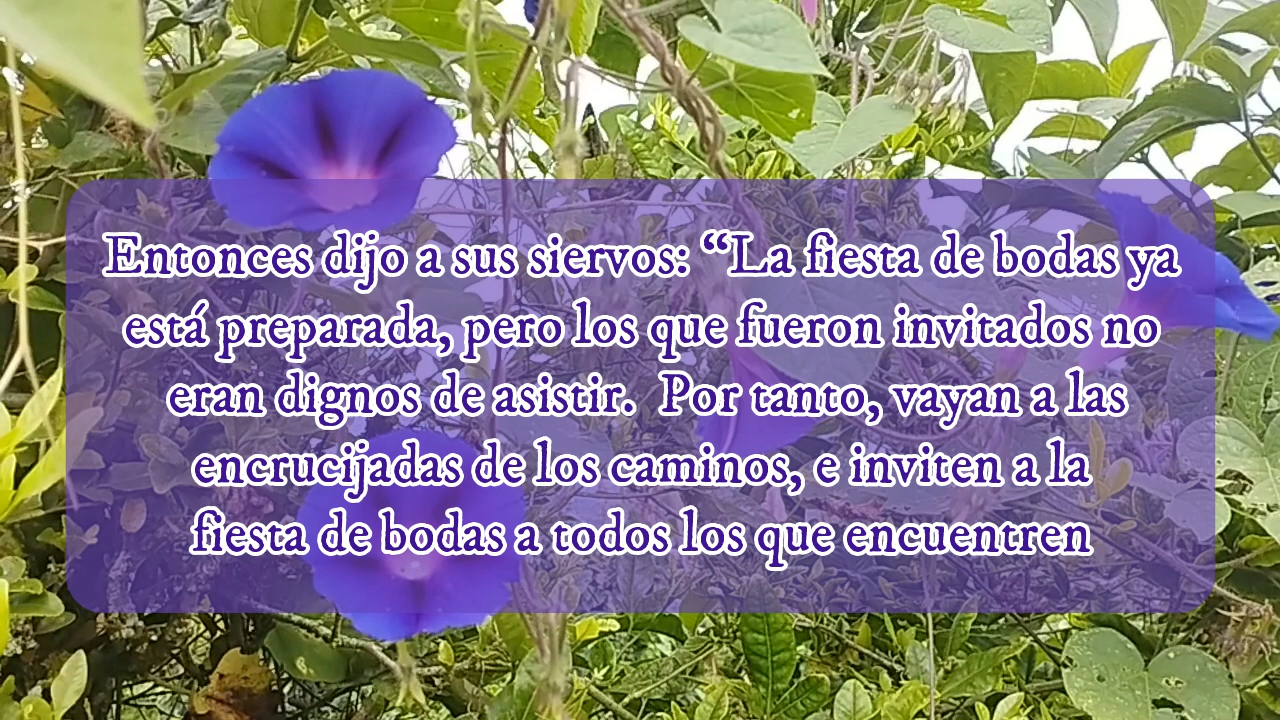 Entonces dijo a sus siervos: “La fiesta de bodas ya
está preparada, pero los que fueron invitados no
eran dignos de asistir.  Por tanto, vayan a las
encrucijadas de los caminos, e inviten a la
fiesta de bodas a todos los que encuentren